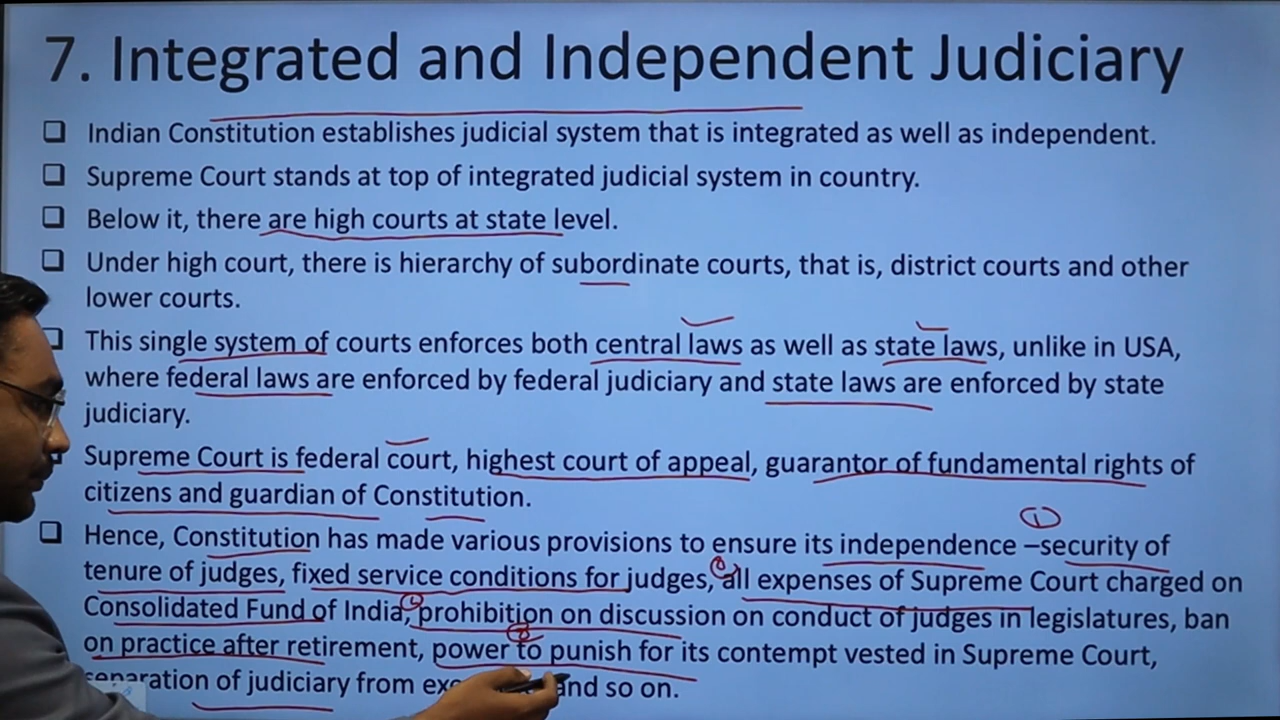 7. Integrated and Independent Judiciary
Indian Constitution establishes judicial system that is integrated as well as independent.
Supreme Court stands at top of integrated judicial system in country.
Below it, there are high courts at state level.
Under high court, there is hierarchy of subordinate courts, that is, district courts and other
lower courts.
This single system of courts enforces both central laws as well as state laws, unlike in USA,
where federal laws are enforced by federal judiciary and state laws are enforced by state
judiciary.
Supreme Court is federal court, highest court of appeal, guarantor of fundamental rights of
citizens and guardian of Constitution.
1
Hence, Constitution has made various provisions to ensure its independence –security of
tenure of judges, fixed service conditions for judges, all expenses of Supreme Court charged on
Consolidated Fund of India, prohibition on discussion on conduct of judges in legislatures, ban
on practice after retirement, power to punish for its contempt vested in Supreme Court,
separation of judiciary from and so on.